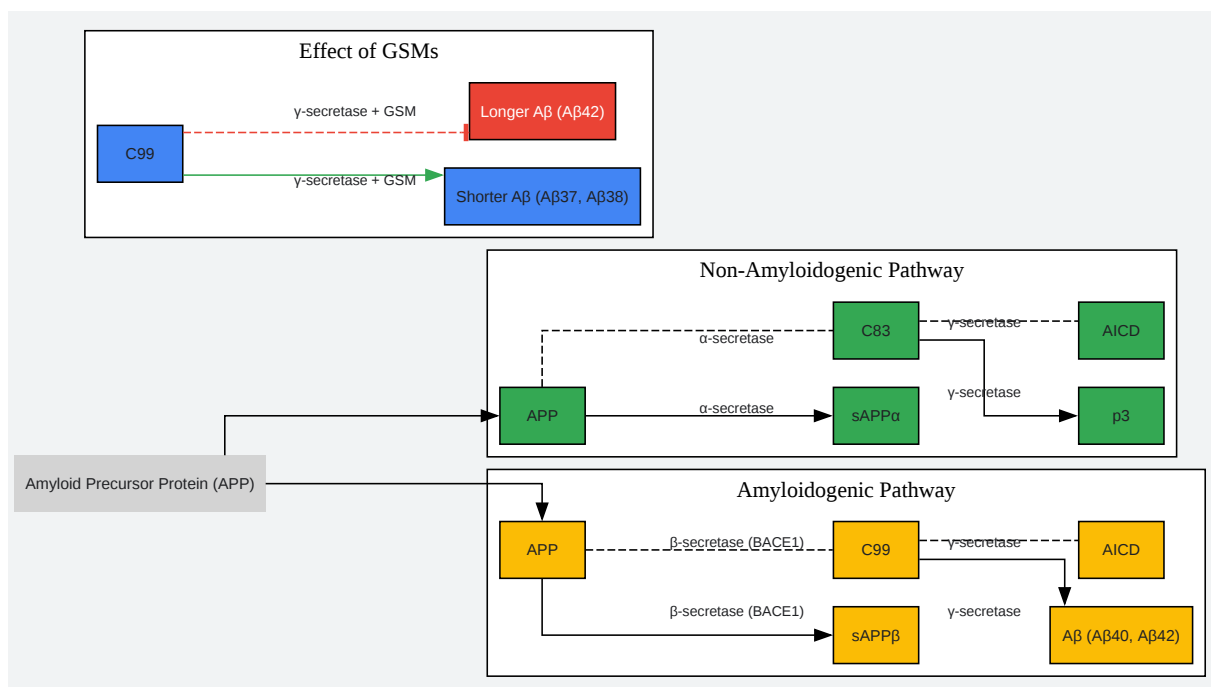 Effect of GSMs
γ-secretase + GSM
Longer Aβ (Aβ42)
C99
γ-secretase + GSM
Shorter Aβ (Aβ37, Aβ38)
Non-Amyloidogenic Pathway
C83
γ-secretase
AICD
α-secretase
APP
α-secretase
sAPPα
γ-secretase
p3
Amyloid Precursor Protein (APP)
Amyloidogenic Pathway
APP
β-secretase (BACE1)
C99
γ-secretase
AICD
β-secretase (BACE1)
sAPPβ
γ-secretase
Aβ (Aβ40, Aβ42)